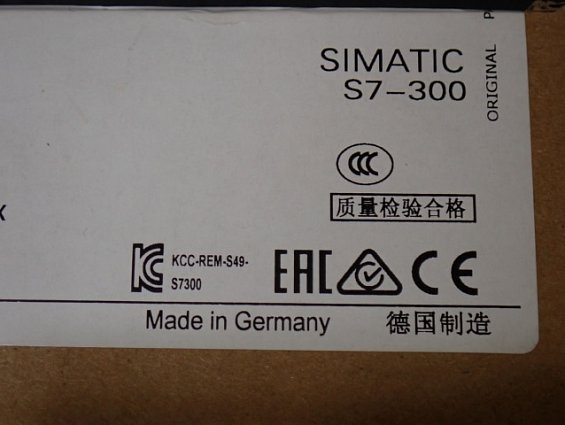 SIMATIC
S7-300
ORIGINAL
CCC
质量检验合格
KC
KCC-REM-S49-
S7300
EAC
CE
Made in Germany 德国制造